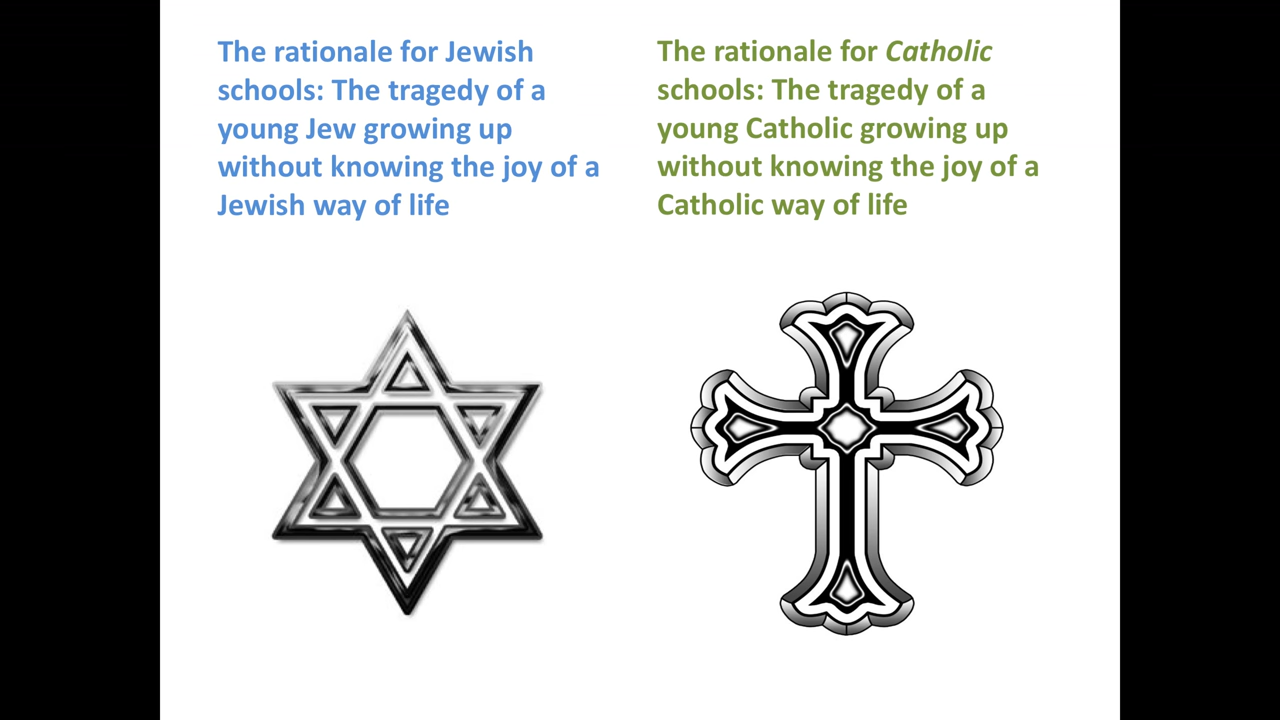 The rationale for Jewish
schools: The tragedy of a
young Jew growing up
without knowing the joy of a
Jewish way of life
The rationale for Catholic
schools: The tragedy of a
young Catholic growing up
without knowing the joy of a
Catholic way of life